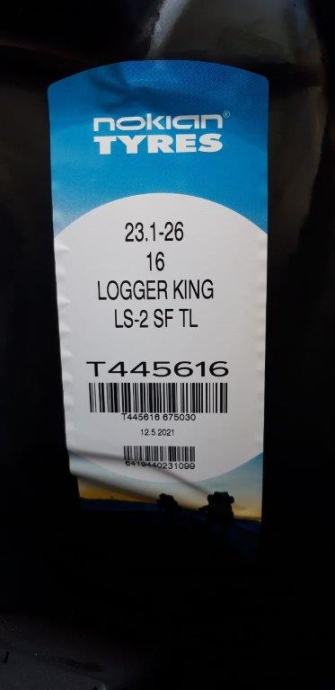 nokian®
TYRES
23.1-26
16
LOGGER KING
LS-2 SF TL
T445616
T445616 675030
12.5.2021
6419440231099